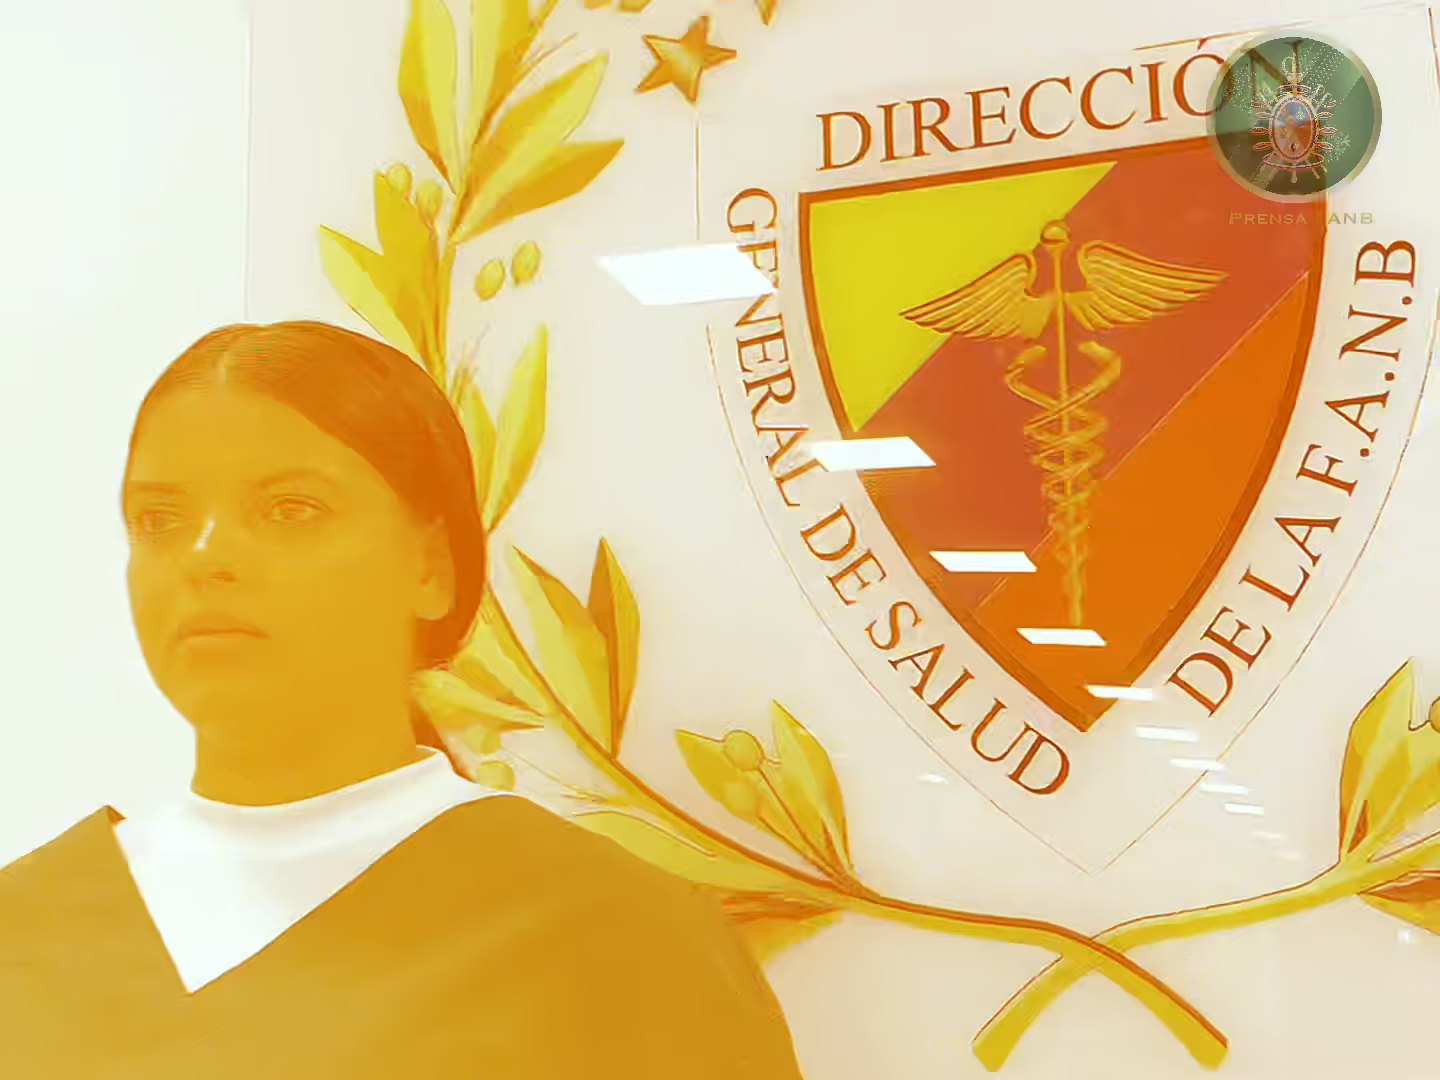 DIRECCIÓN
GENERAL DE SALUD
DE LA F.A.N.B
PRENSA FANB